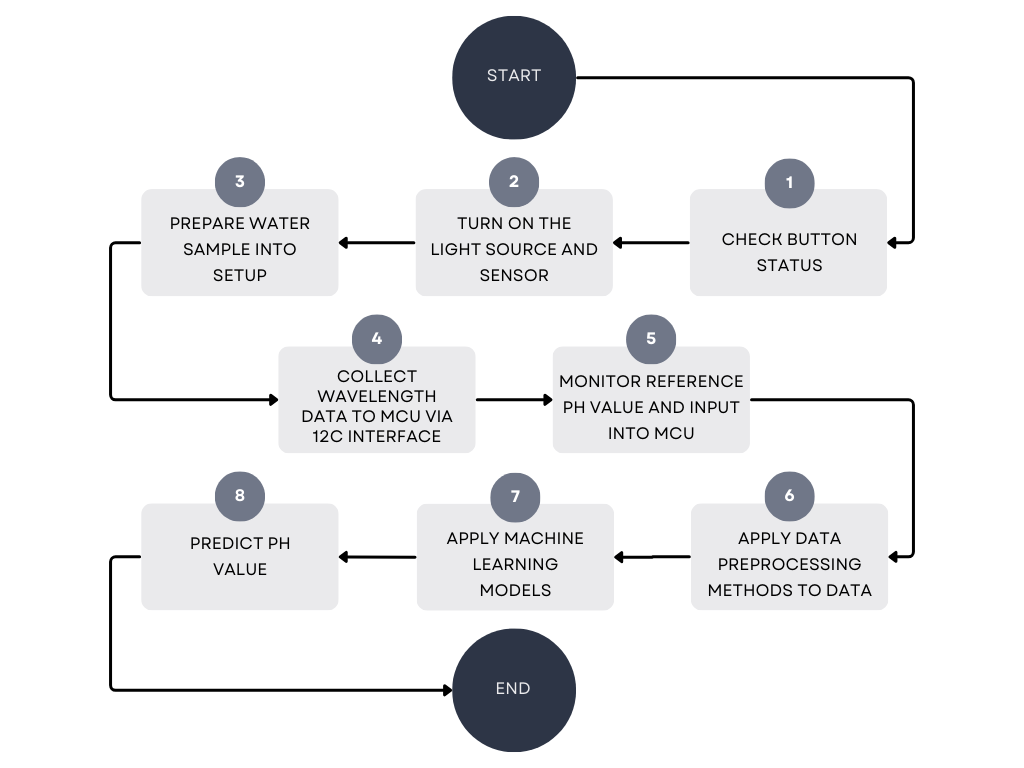 START
1
CHECK BUTTON
STATUS
2
TURN ON THE
LIGHT SOURCE AND
SENSOR
3
PREPARE WATER
SAMPLE INTO
SETUP
4
COLLECT
WAVELENGTH
DATA TO MCU VIA
12C INTERFACE
5
MONITOR REFERENCE
PH VALUE AND INPUT
INTO MCU
6
APPLY DATA
PREPROCESSING
METHODS TO DATA
7
APPLY MACHINE
LEARNING
MODELS
8
PREDICT PH
VALUE
END